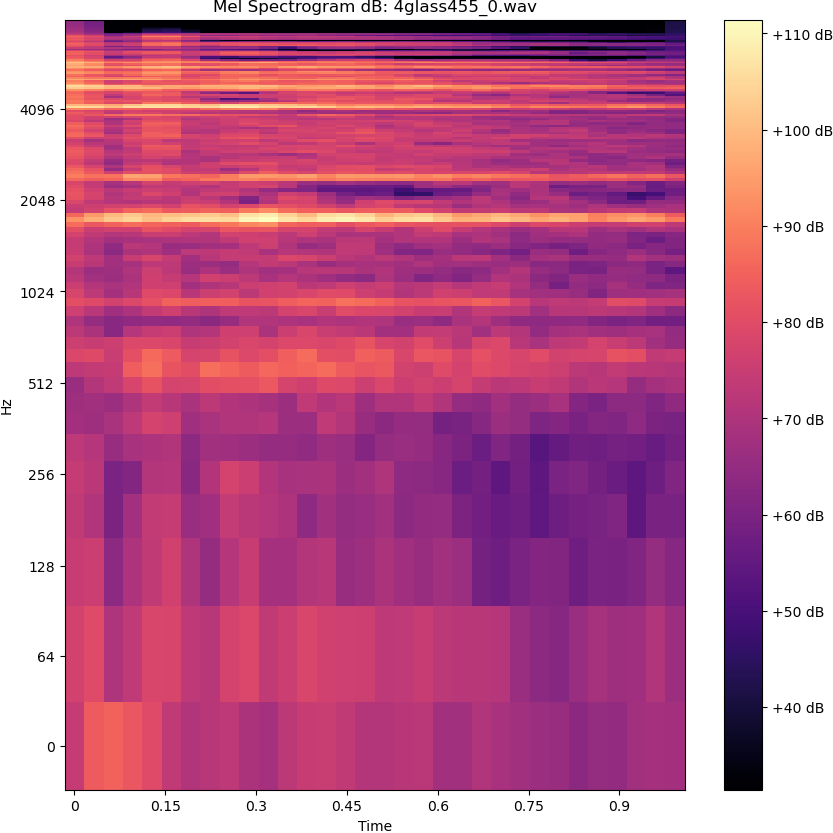 Mel Spectrogram dB: 4glass455_0.wav
+110 dB
4096
+100 dB
2048
+90 dB
1024
+80 dB
512
Hz
+70 dB
256
+60 dB
128
+50 dB
64
+40 dB
0
0 0.15 0.3 0.45 0.6 0.75 0.9
Time